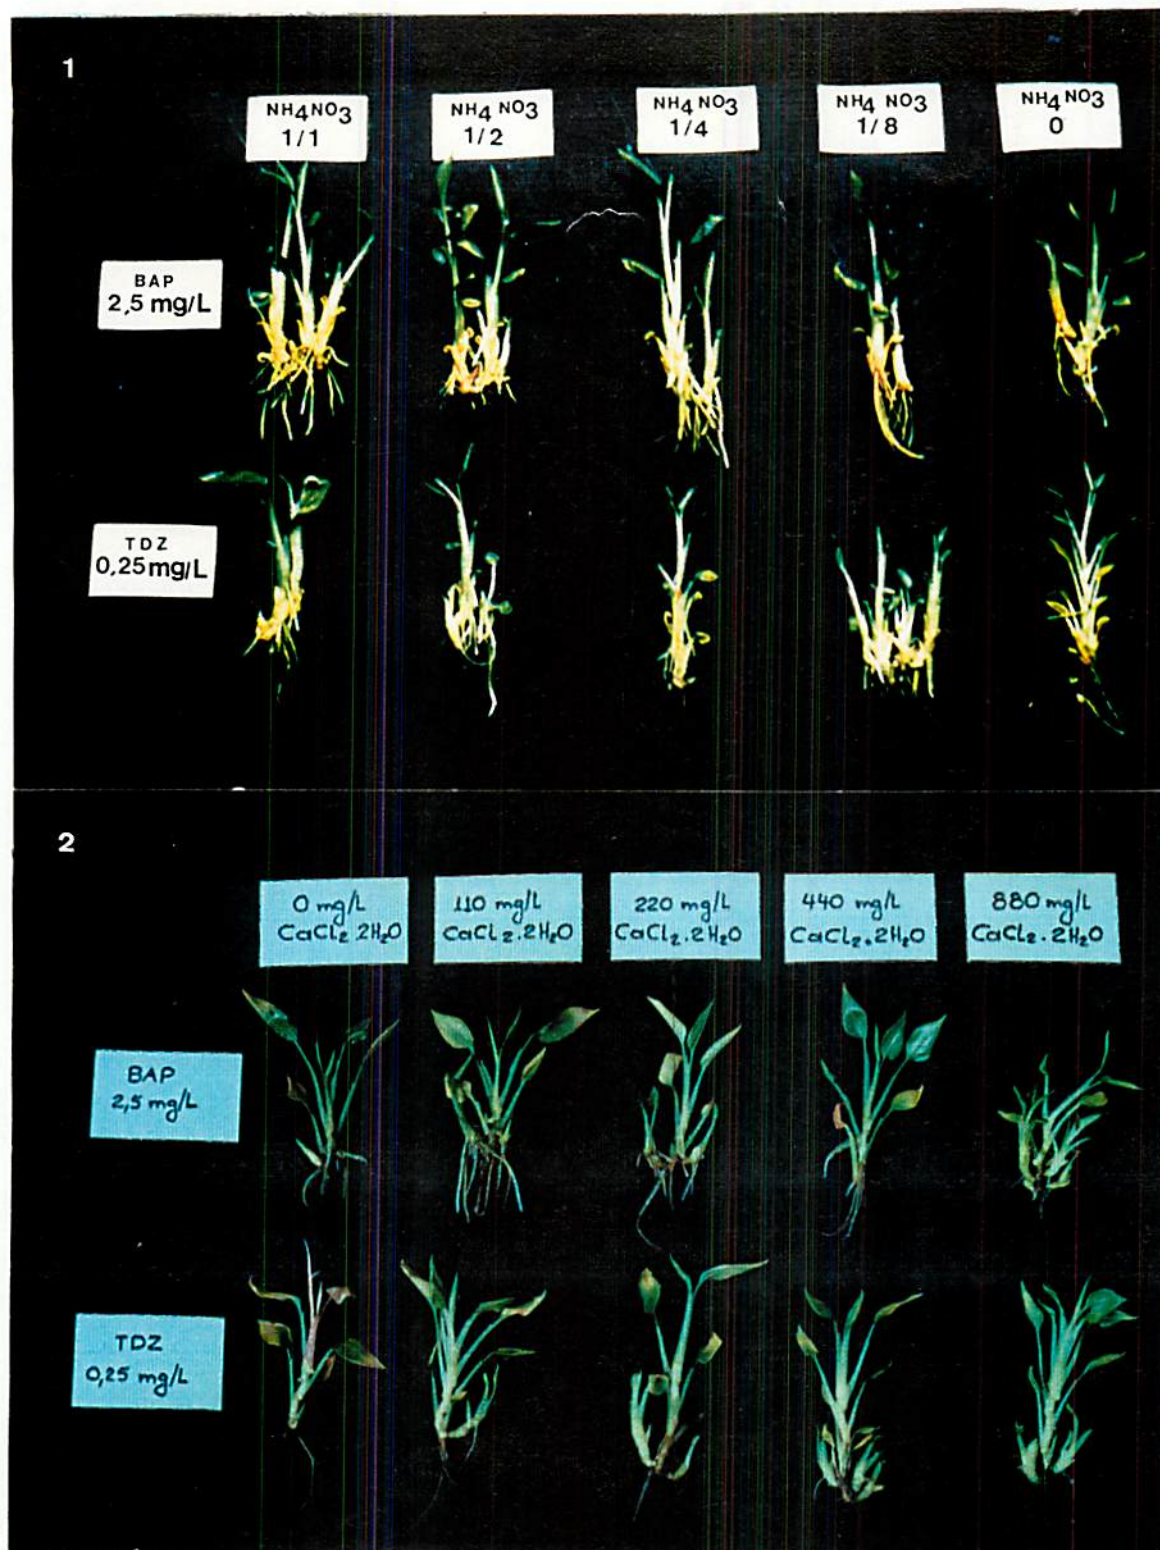 1
NH4NO3
1/1
NH4 NO3
1/2
NH4 NO3
1/4
NH4 NO3
1/8
NH4 NO3
0
BAP
2,5 mg/L
TDZ
0,25 mg/L
2
0 mg/L
CaCl2.2H2O
110 mg/L
CaCl2.2H2O
220 mg/L
CaCl2.2H2O
440 mg/L
CaCl2.2H2O
880 mg/L
CaCl2.2H2O
BAP
2,5 mg/L
TDZ
0,25 mg/L